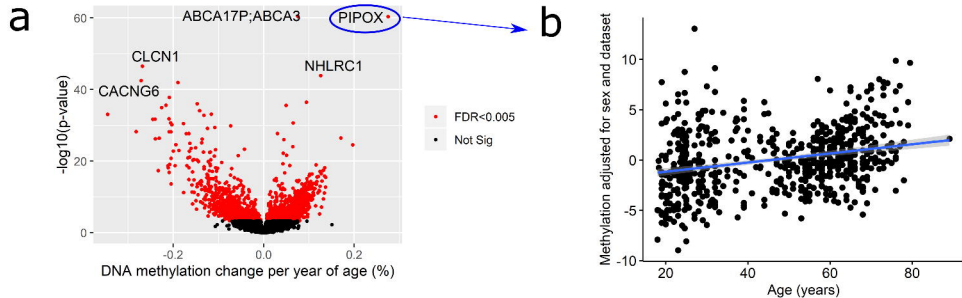 a
ABCA17P;ABCA3
PIPOX
CLCN1
NHLRC1
CACNG6
60
40
20
0
-log10(p-value)
-0.2
0.0
0.2
DNA methylation change per year of age (%)
FDR<0.005
Not Sig
b
Methylation adjusted for sex and dataset
10
5
0
-5
-10
20
40
60
80
Age (years)